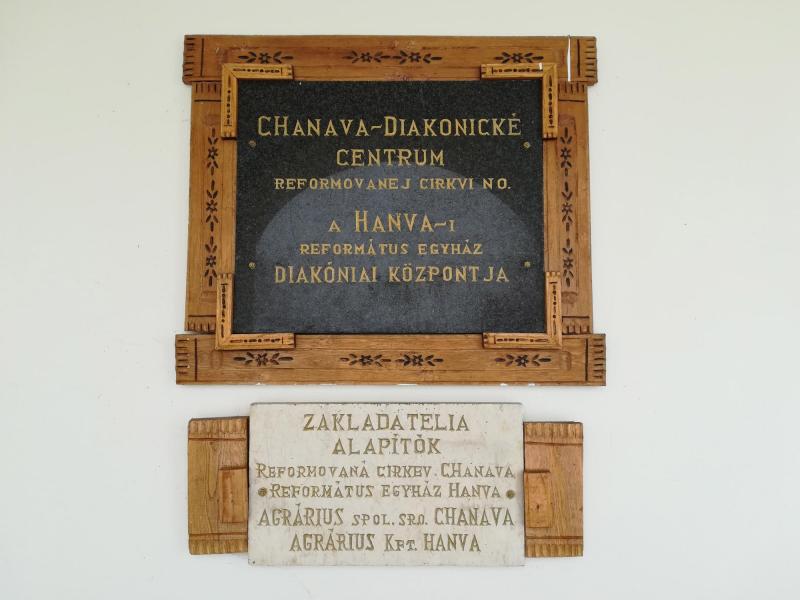 CHANAVA-DIAKONICKÉ
CENTRUM
REFORMOVANEJ CIRKVI NO.
A HANVA-I
REFORMÁTUS EGYHÁZ
DIAKÓNIAI KÖZPONTJA
ZAKLADATELIA
ALAPÍTÓK
REFORMOVANÁ CIRKEV CHANAVA
REFORMÁTUS EGYHÁZ HANVA
AGRÁRIUS SPOL. SRO. CHANAVA
AGRÁRIUS KFT. HANVA